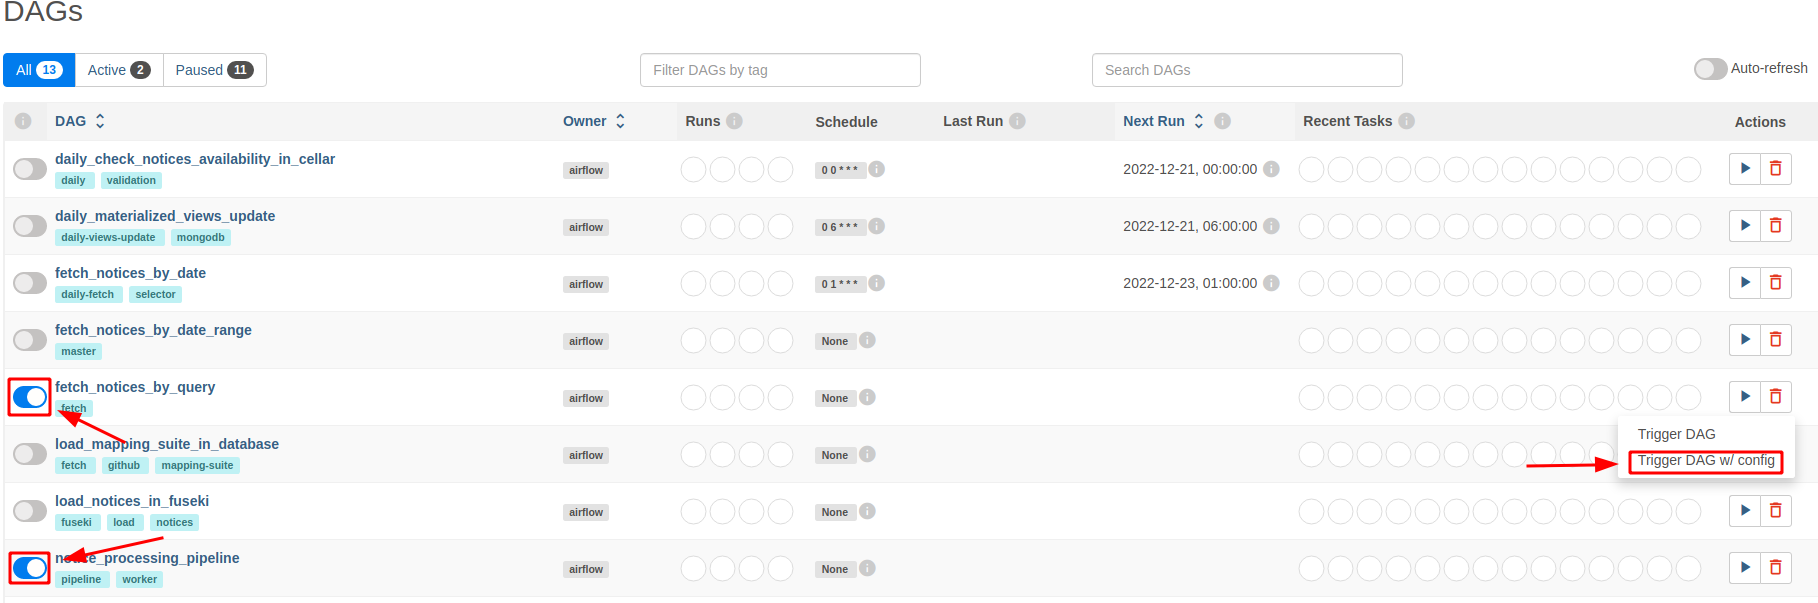 DAGs
All 13 Active 2 Paused 11 Filter DAGs by tag Search DAGs Auto-refresh
DAG Owner Runs Schedule Last Run Next Run Recent Tasks Actions
daily_check_notices_availability_in_cellar
airflow 0 0 * * * 2022-12-21, 00:00:00
daily validation
daily_materialized_views_update
airflow 0 6 * * * 2022-12-21, 06:00:00
daily-views-update mongodb
fetch_notices_by_date
airflow 0 1 * * * 2022-12-23, 01:00:00
daily-fetch selector
fetch_notices_by_date_range
airflow None
master
fetch_notices_by_query
airflow None
fetch
Trigger DAG
load_mapping_suite_in_database
airflow None
Trigger DAG w/ config
fetch github mapping-suite
load_notices_in_fuseki
airflow None
fuseki load notices
notice_processing_pipeline
airflow None
pipeline worker